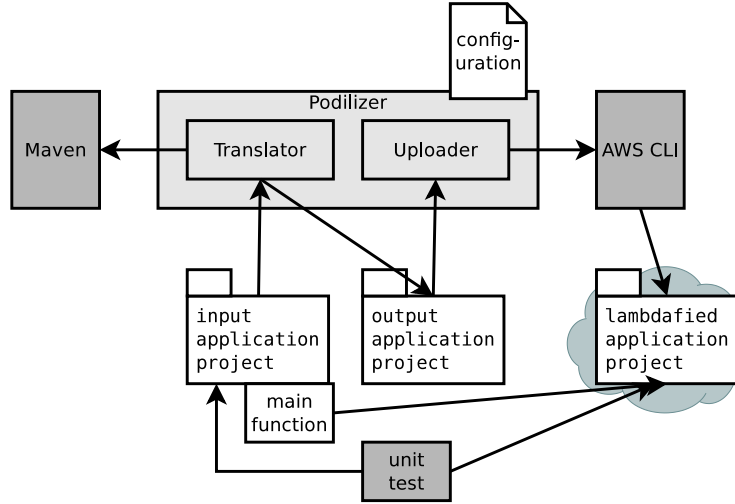 config-
uration
Podilizer
Maven
Translator
Uploader
AWS CLI
input
application
project
output
application
project
lambdafied
application
project
main
function
unit
test